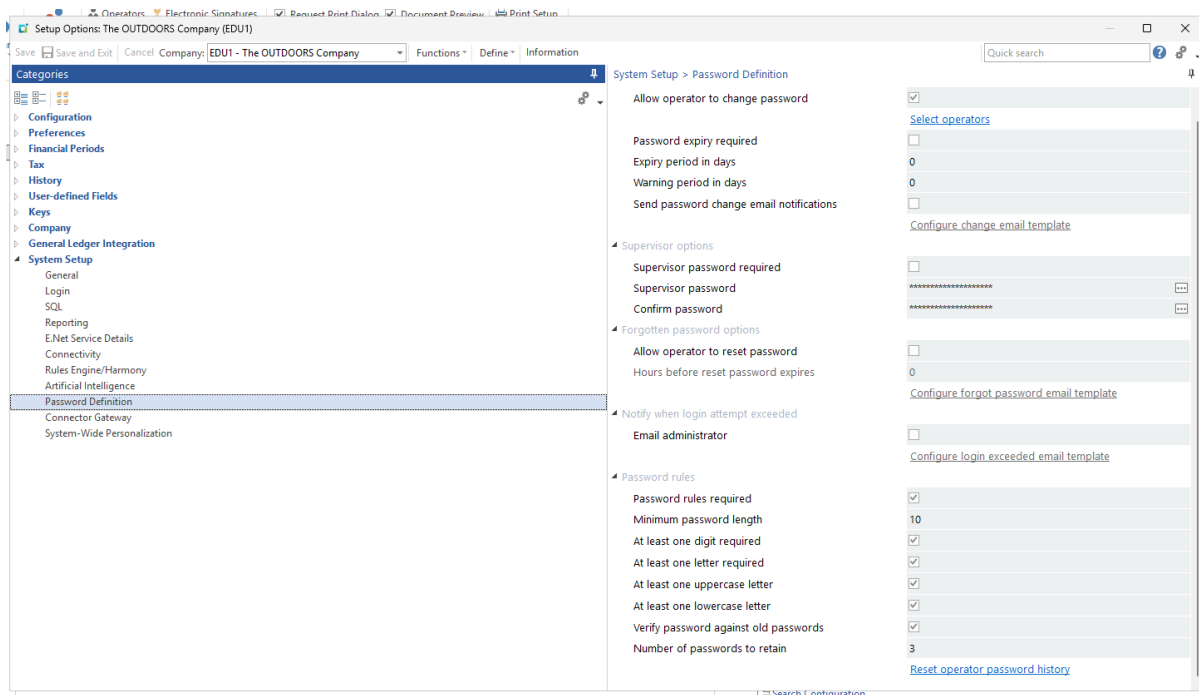 Operators Electronic Signatures Request Print Dialog Document Preview Print Setup
Setup Options: The OUTDOORS Company (EDU1)
Save Save and Exit Cancel Company: EDU1 - The OUTDOORS Company Functions Define Information Quick search
Categories
Configuration
Preferences
Financial Periods
Tax
History
User-defined Fields
Keys
Company
General Ledger Integration
System Setup
General
Login
SQL
Reporting
E.Net Service Details
Connectivity
Rules Engine/Harmony
Artificial Intelligence
Password Definition
Connector Gateway
System-Wide Personalization
System Setup > Password Definition
Allow operator to change password
Select operators
Password expiry required
Expiry period in days 0
Warning period in days 0
Send password change email notifications
Configure change email template
Supervisor options
Supervisor password required
Supervisor password ********************
Confirm password ********************
Forgotten password options
Allow operator to reset password
Hours before reset password expires 0
Configure forgot password email template
Notify when login attempt exceeded
Email administrator
Configure login exceeded email template
Password rules
Password rules required
Minimum password length 10
At least one digit required
At least one letter required
At least one uppercase letter
At least one lowercase letter
Verify password against old passwords
Number of passwords to retain 3
Reset operator password history
Search Configuration